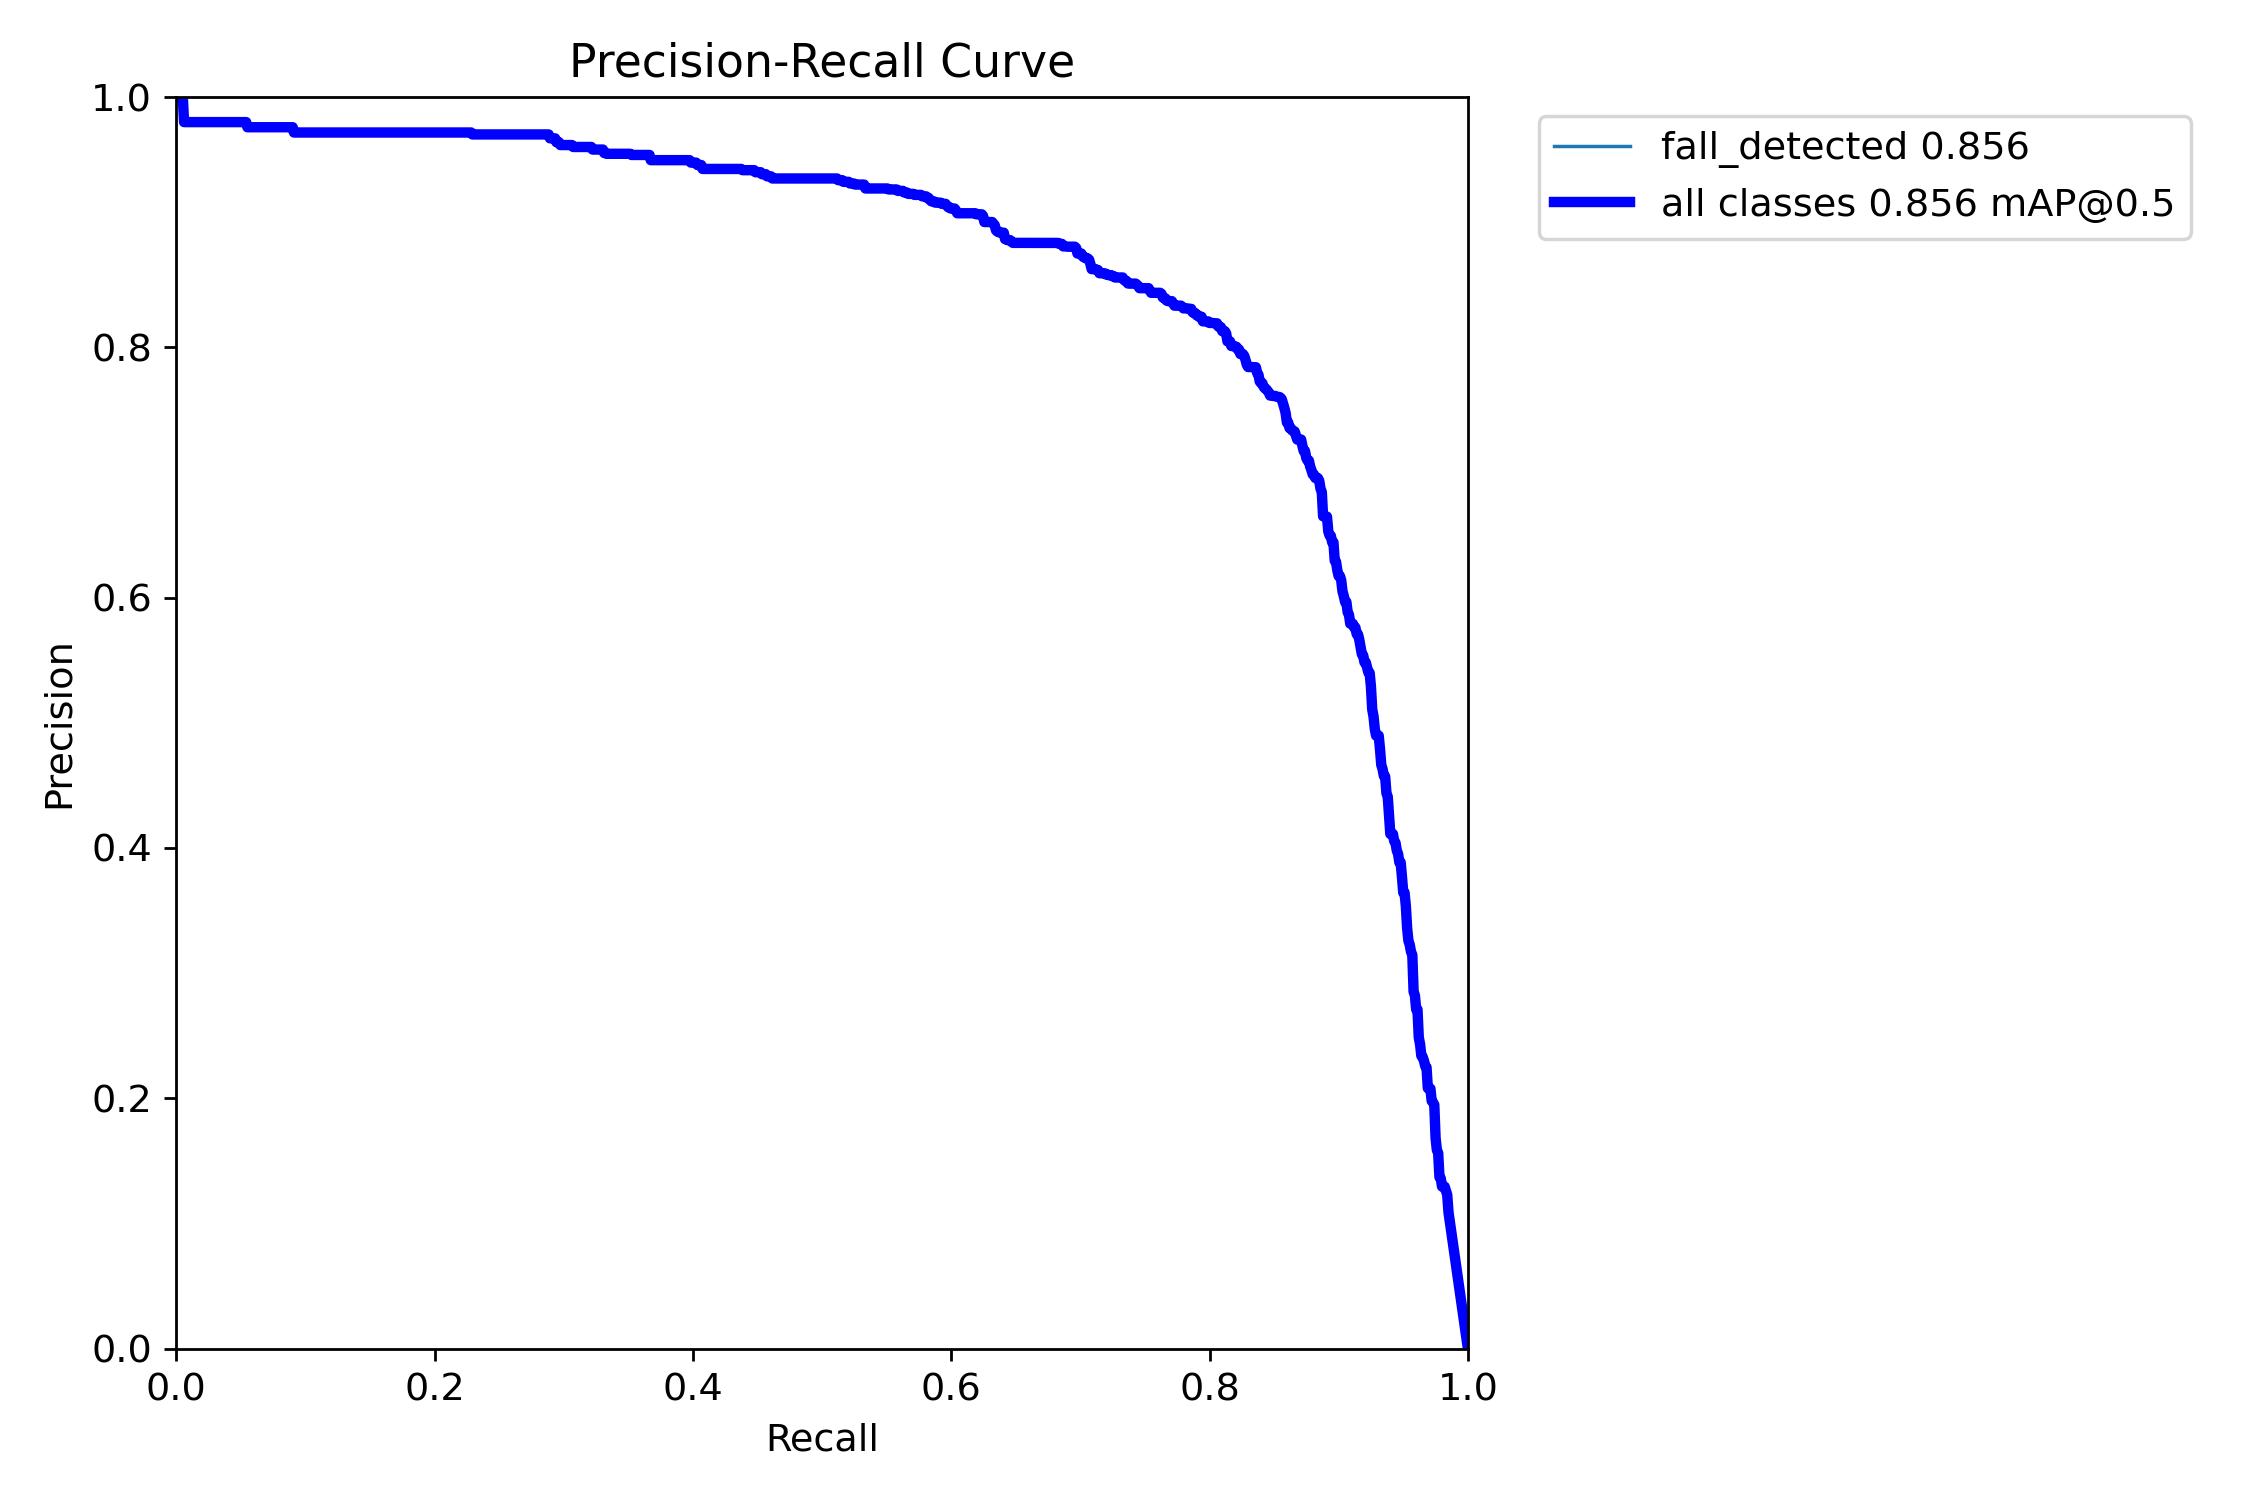 Precision-Recall Curve
fall_detected 0.856
all classes 0.856 mAP@0.5
Precision
1.0
0.8
0.6
0.4
0.2
0.0
0.0 0.2 0.4 0.6 0.8 1.0
Recall